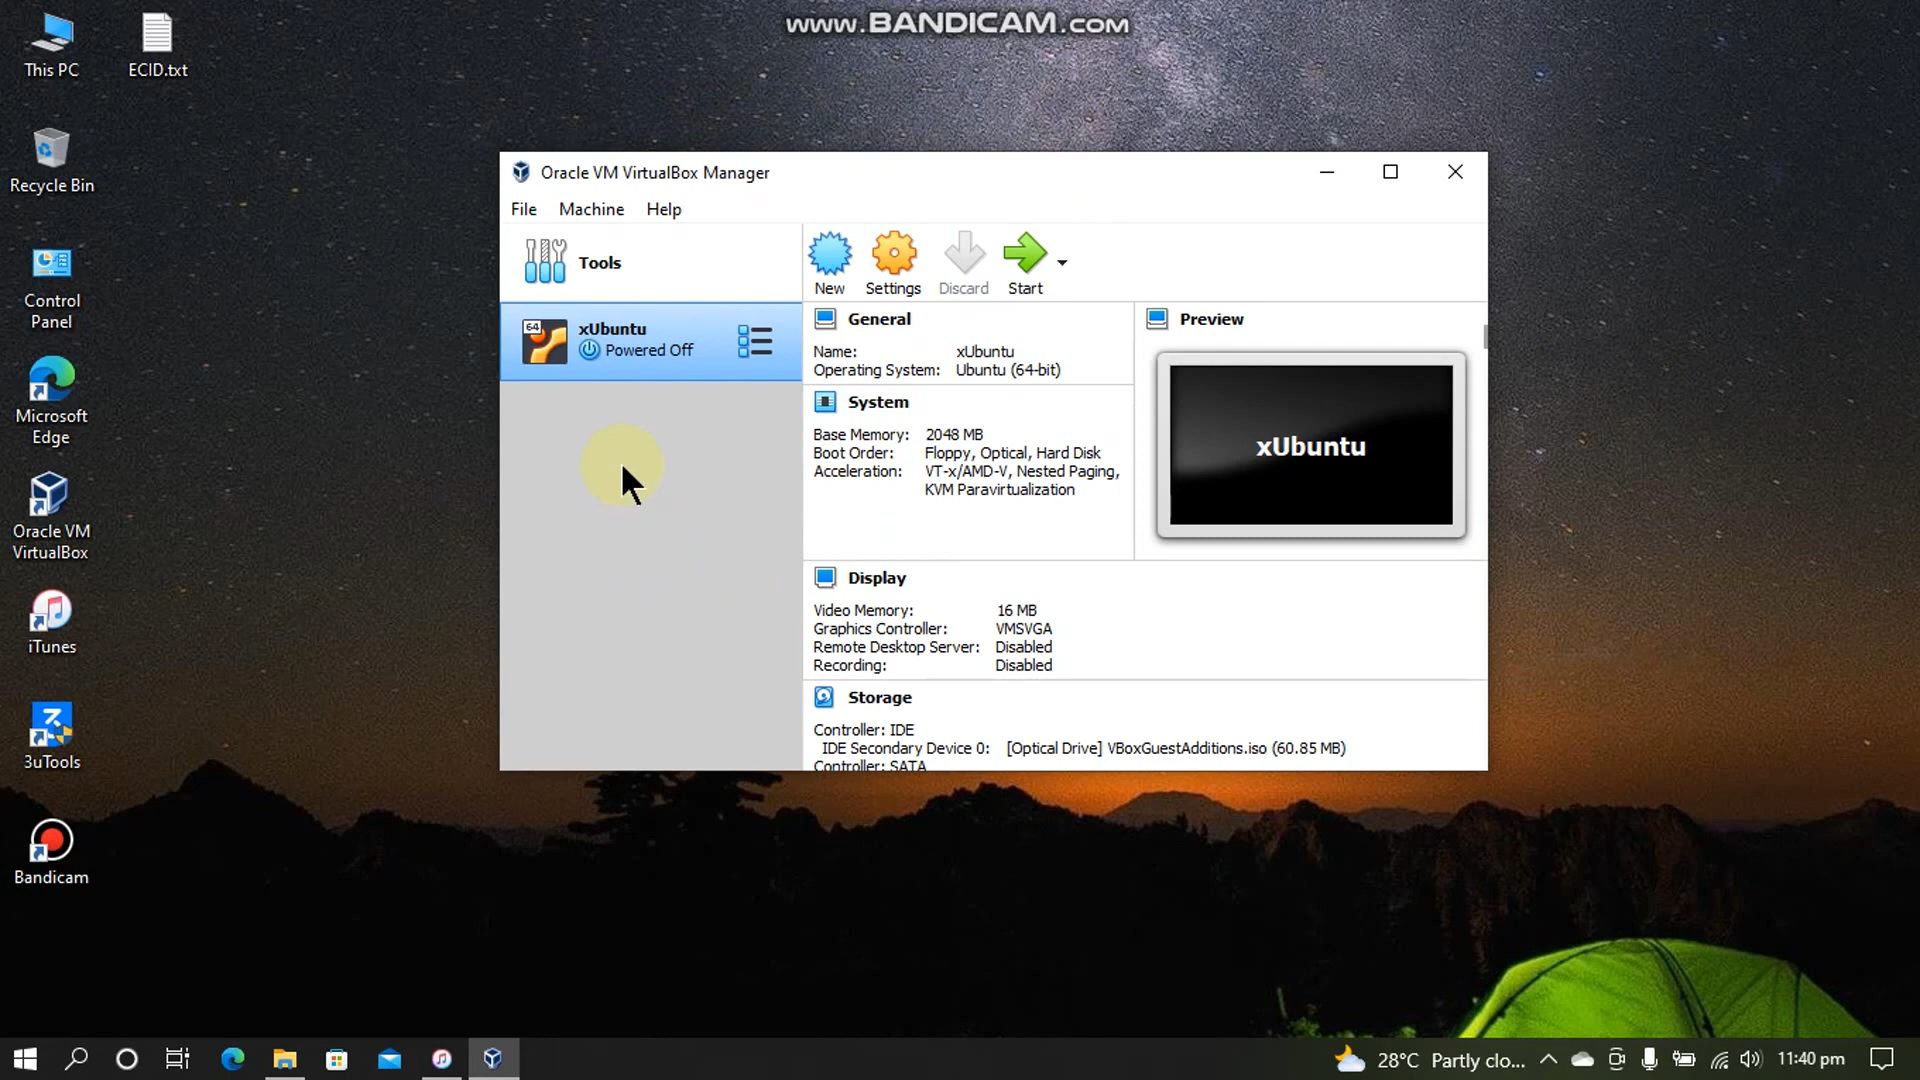 www.BANDICAM.com
This PC
ECID.txt
Recycle Bin
Control
Panel
Microsoft
Edge
Oracle VM
VirtualBox
iTunes
3uTools
Bandicam
Oracle VM VirtualBox Manager
File
Machine
Help
Tools
New
Settings
Discard
Start
64
xUbuntu
Powered Off
General
Name: xUbuntu
Operating System: Ubuntu (64-bit)
System
Base Memory: 2048 MB
Boot Order: Floppy, Optical, Hard Disk
Acceleration: VT-x/AMD-V, Nested Paging,
KVM Paravirtualization
Preview
xUbuntu
Display
Video Memory: 16 MB
Graphics Controller: VMSVGA
Remote Desktop Server: Disabled
Recording: Disabled
Storage
Controller: IDE
IDE Secondary Device 0: [Optical Drive] VBoxGuestAdditions.iso (60.85 MB)
Controller: SATA
28°C Partly clo...
11:40 pm